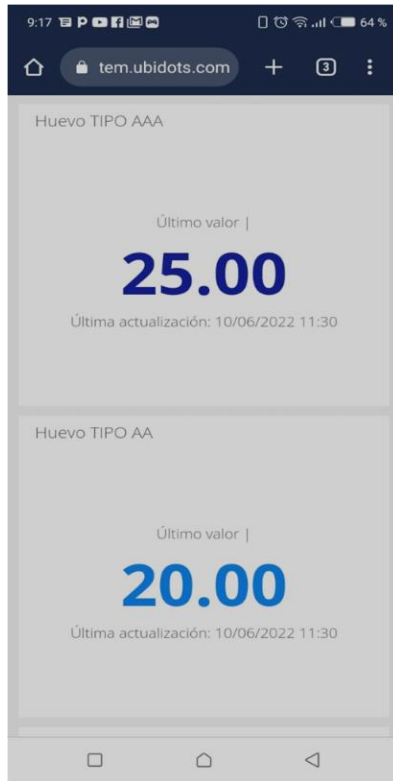 9:17
64 %
tem.ubidots.com
3
Huevo TIPO AAA
Último valor |
25.00
Última actualización: 10/06/2022 11:30
Huevo TIPO AA
Último valor |
20.00
Última actualización: 10/06/2022 11:30